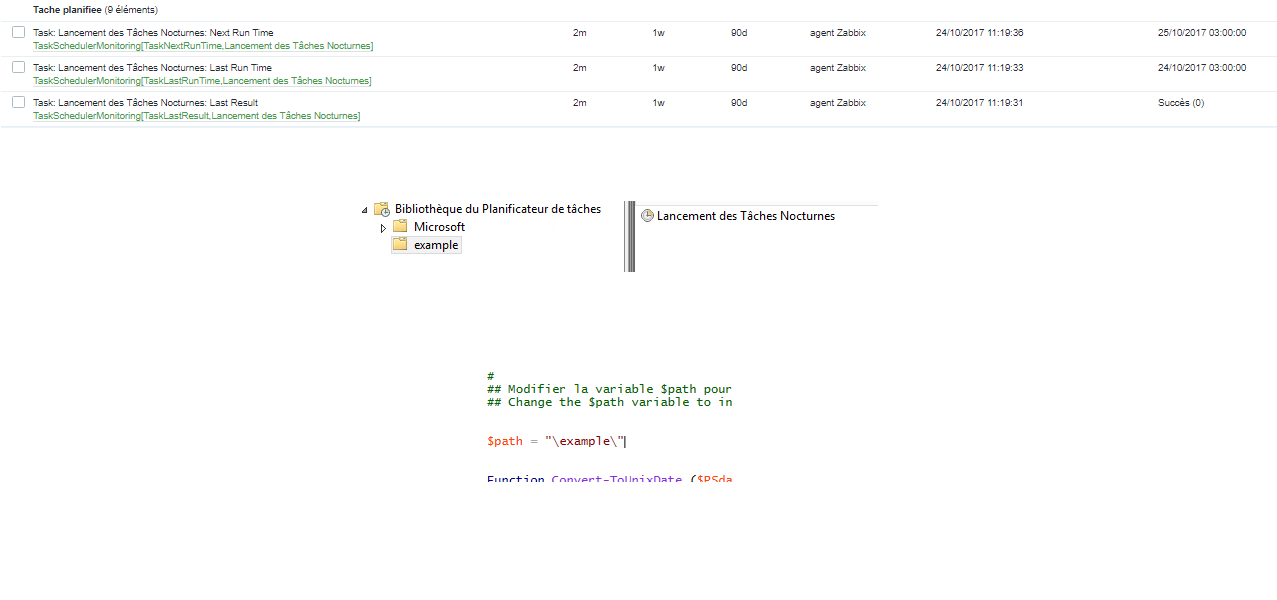 Tache planifiee (9 éléments)
Task: Lancement des Tâches Nocturnes: Next Run Time 2m 1w 90d agent Zabbix 24/10/2017 11:19:36 25/10/2017 03:00:00
TaskSchedulerMonitoring[TaskNextRunTime,Lancement des Tâches Nocturnes]
Task: Lancement des Tâches Nocturnes: Last Run Time 2m 1w 90d agent Zabbix 24/10/2017 11:19:33 24/10/2017 03:00:00
TaskSchedulerMonitoring[TaskLastRunTime,Lancement des Tâches Nocturnes]
Task: Lancement des Tâches Nocturnes: Last Result 2m 1w 90d agent Zabbix 24/10/2017 11:19:31 Succès (0)
TaskSchedulerMonitoring[TaskLastResult,Lancement des Tâches Nocturnes]
Bibliothèque du Planificateur de tâches
Microsoft
example
Lancement des Tâches Nocturnes
#
## Modifier la variable $path pour
## Change the $path variable to in
$path = "\example\"
Function Convert-ToUnixDate ($PSda